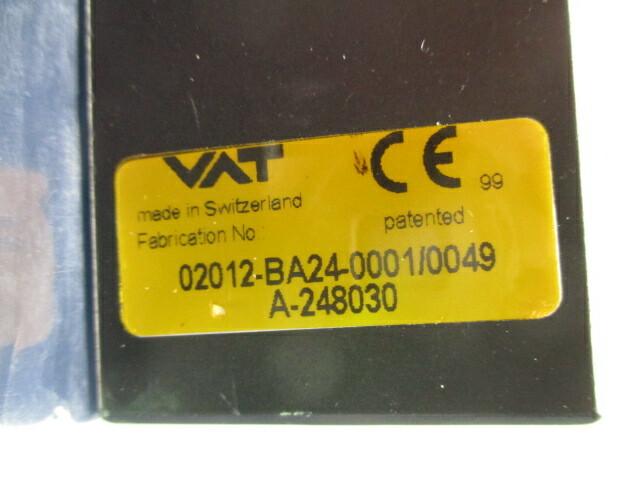 VAT CE 99
made in Switzerland
Fabrication No.: patented
02012-BA24-0001/0049
A-248030